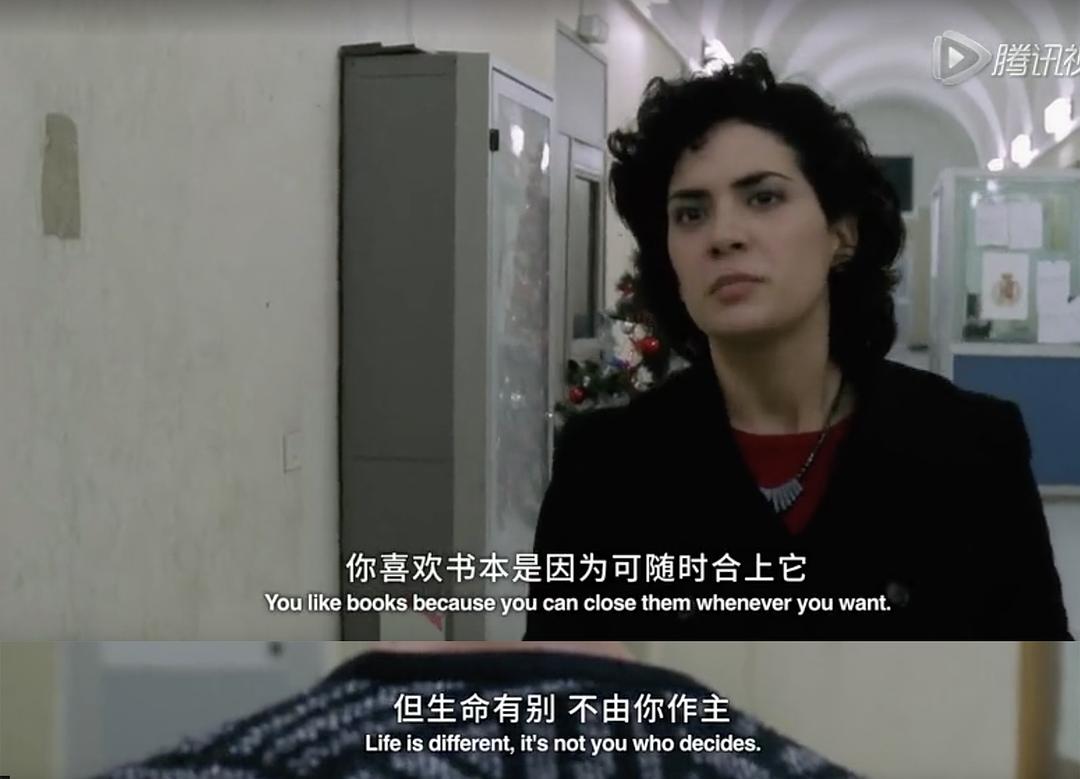 腾讯视
你喜欢书本是因为可随时合上它
You like books because you can close them whenever you want.
但生命有别 不由你作主
Life is different, it's not you who decides.